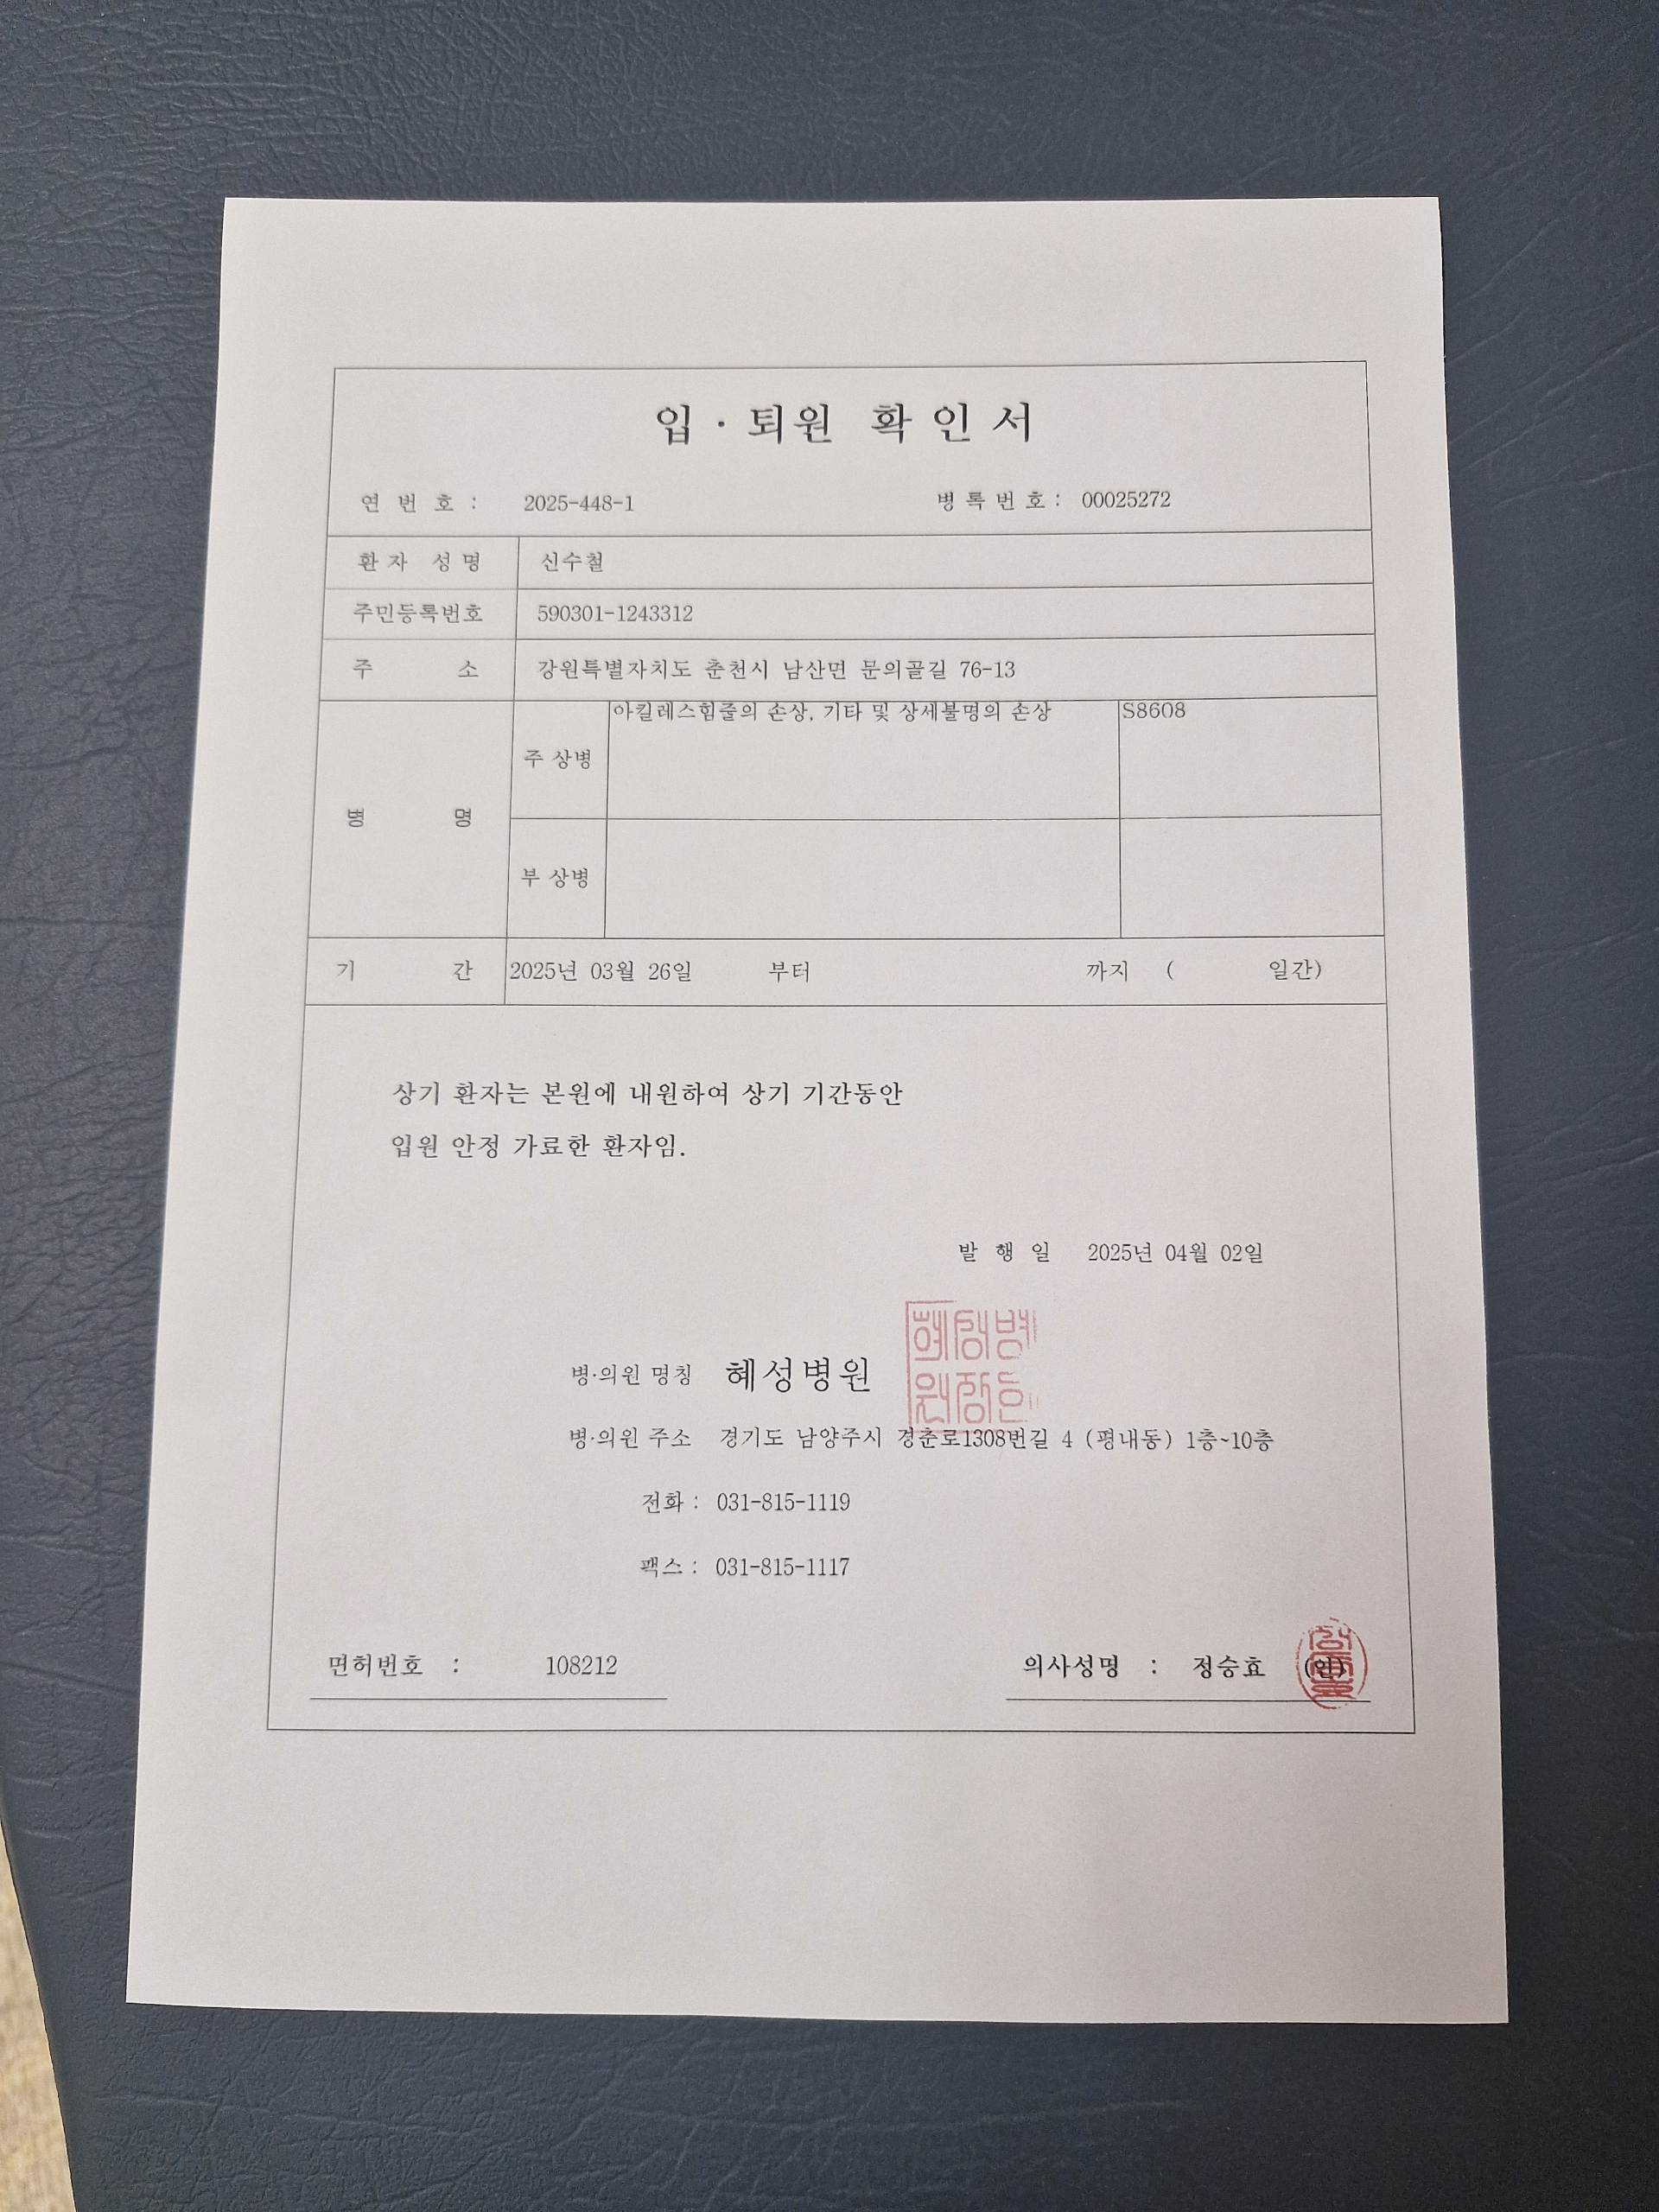 입 · 퇴원 확 인 서
연 번 호 : 2025-448-1 병 록 번 호 : 00025272
환 자 성 명 신수철
주민등록번호 590301-1243312
주 소 강원특별자치도 춘천시 남산면 문의골길 76-13
병 명
주 상병 아킬레스힘줄의 손상, 기타 및 상세불명의 손상 S8608
부 상병
기 간 2025년 03월 26일 부터 까지 ( 일간)
상기 환자는 본원에 내원하여 상기 기간동안
입원 안정 가료한 환자임.
발 행 일 2025년 04월 02일
병·의원 명칭 혜성병원
혜성병원
병·의원 주소 경기도 남양주시 경춘로1308번길 4 (평내동) 1층~10층
전화 : 031-815-1119
팩스 : 031-815-1117
면허번호 : 108212 의사성명 : 정승효 (인)